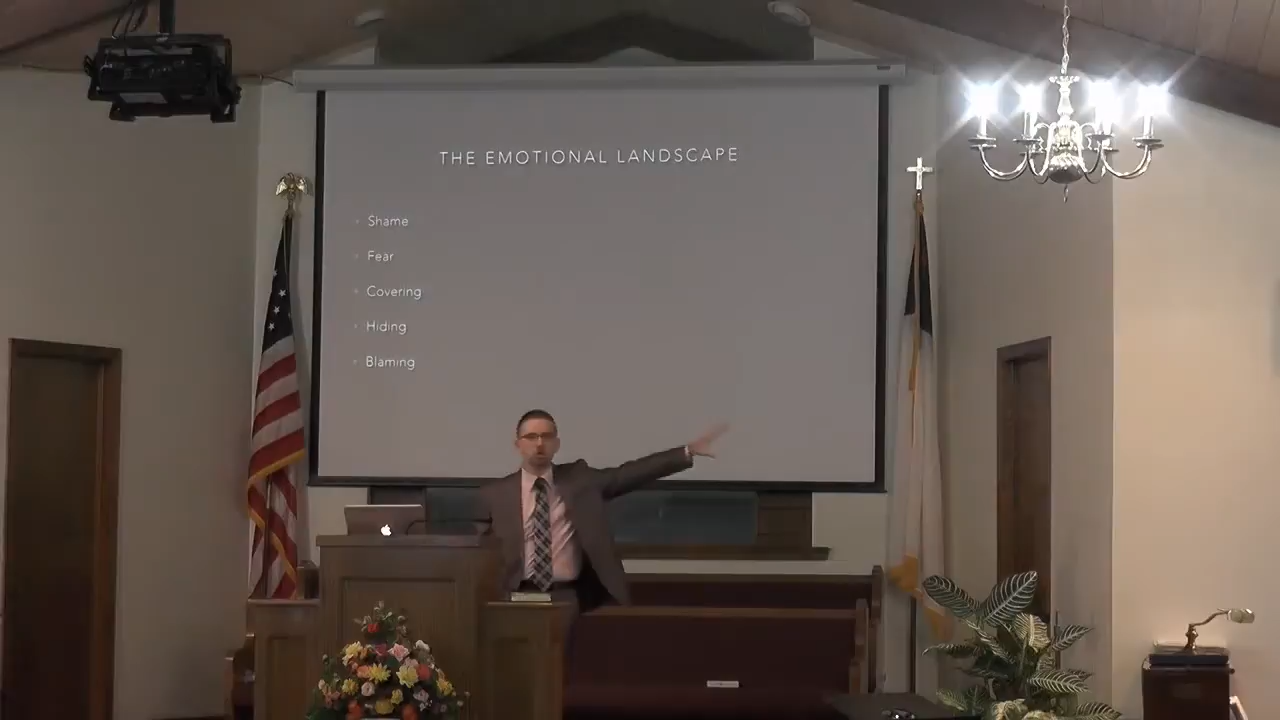 THE EMOTIONAL LANDSCAPE
Shame
Fear
Covering
Hiding
Blaming